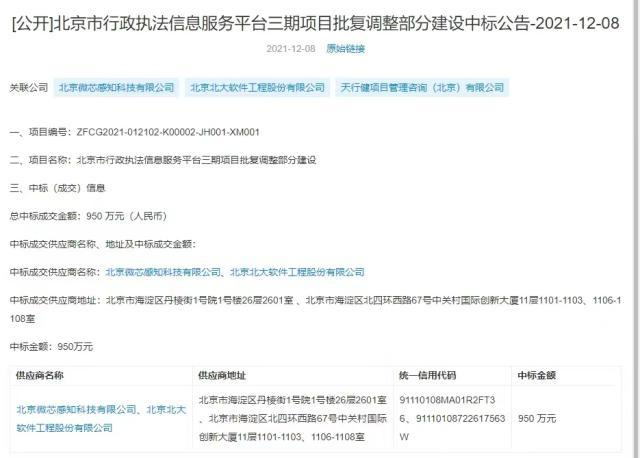 [公开]北京市行政执法信息服务平台三期项目批复调整部分建设中标公告-2021-12-08
2021-12-08 原始链接
关联公司 北京微芯感知科技有限公司 北京北大软件工程股份有限公司 天行健项目管理咨询（北京）有限公司
一、项目编号：ZFCG2021-012102-K00002-JH001-XM001
二、项目名称：北京市行政执法信息服务平台三期项目批复调整部分建设
三、中标（成交）信息
总中标成交金额：950 万元（人民币）
中标成交供应商名称、地址及中标成交金额：
中标成交供应商名称：北京微芯感知科技有限公司、北京北大软件工程股份有限公司
中标成交供应商地址：北京市海淀区丹棱街1号院1号楼26层2601室 、北京市海淀区北四环西路67号中关村国际创新大厦11层1101-1103、1106-1
108室
中标金额：950万元
供应商名称 供应商地址 统一信用代码 中标金额
北京微芯感知科技有限公司、北京北大
软件工程股份有限公司
北京市海淀区丹棱街1号院1号楼26层2601室
、北京市海淀区北四环西路67号中关村国际
创新大厦11层1101-1103、1106-1108室
91110108MA01R2FT3
6、91110108722617563
W
950 万元